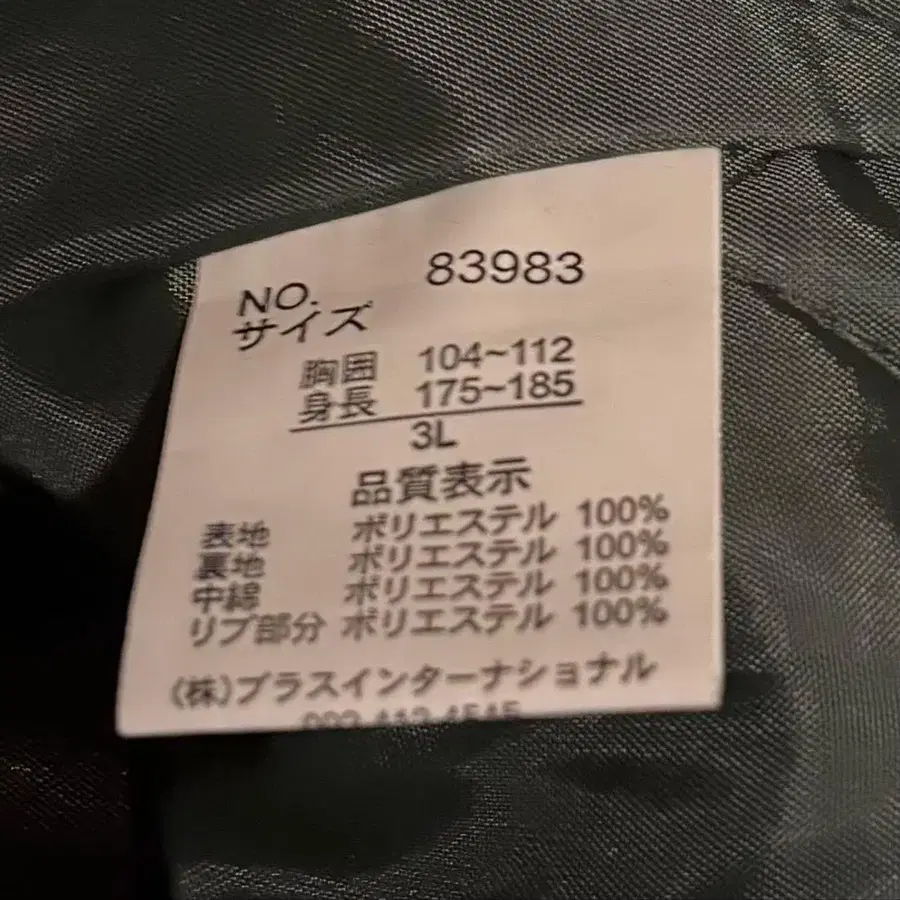 NO. 83983
サイズ
胸囲 104~112
身長 175~185
3L
品質表示
表地 ポリエステル 100%
裏地 ポリエステル 100%
中綿 ポリエステル 100%
リブ部分 ポリエステル 100%
(株)プラスインターナショナル